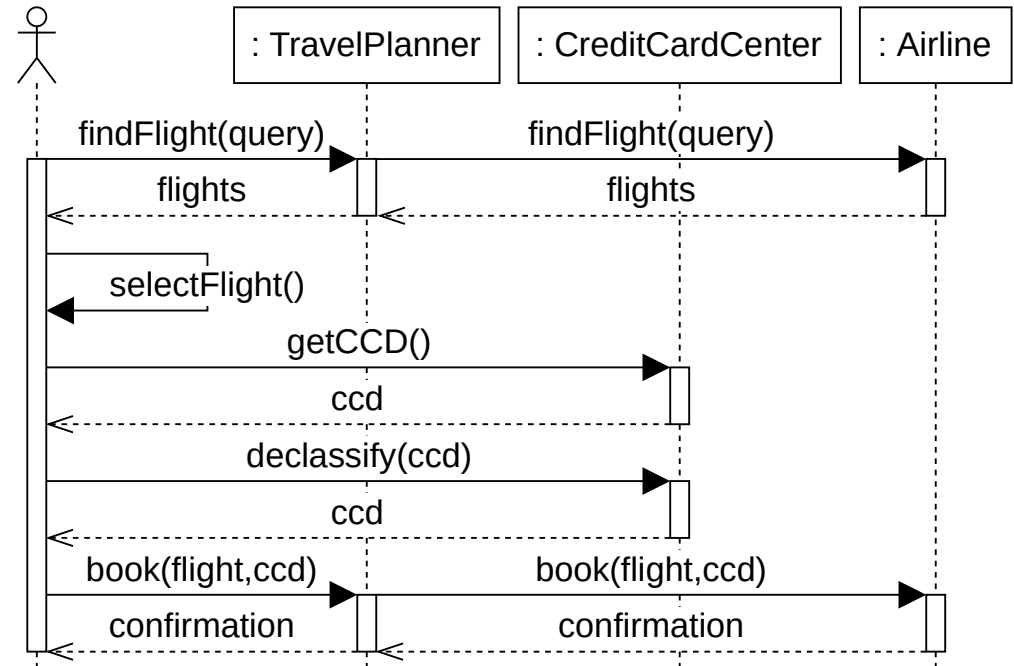 : TravelPlanner
: CreditCardCenter
: Airline
findFlight(query)
findFlight(query)
flights
flights
selectFlight()
getCCD()
ccd
declassify(ccd)
ccd
book(flight,ccd)
book(flight,ccd)
confirmation
confirmation